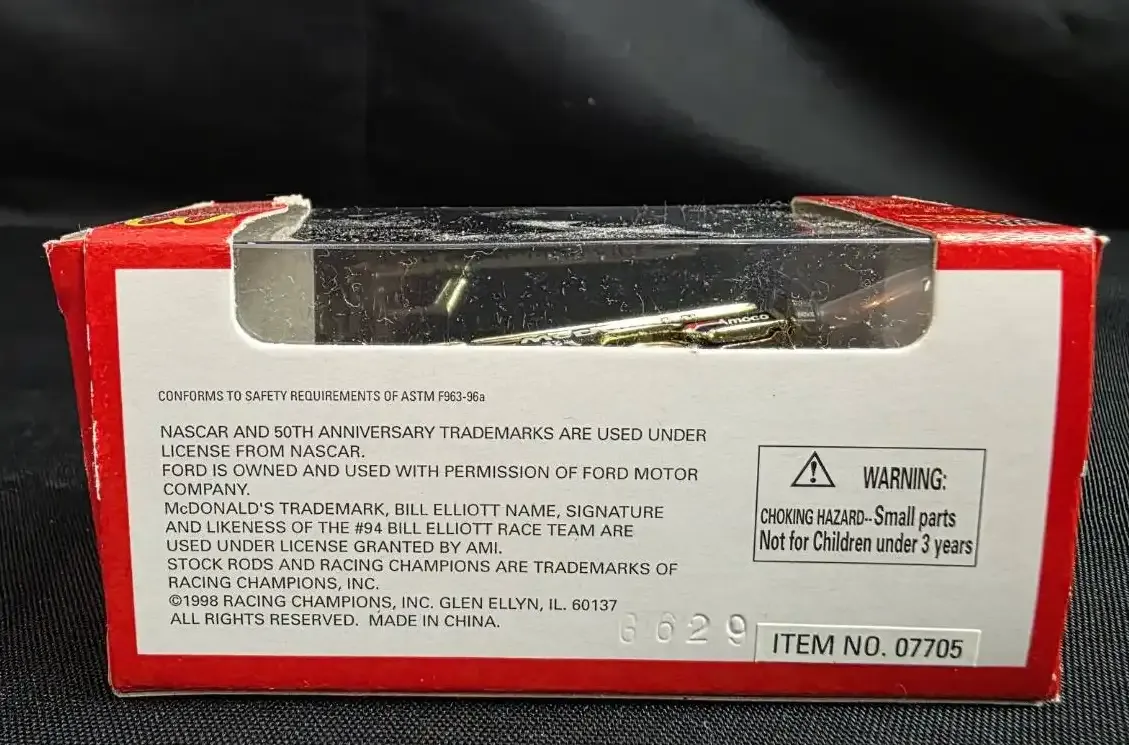 Amoco
CONFORMS TO SAFETY REQUIREMENTS OF ASTM F963-96a
NASCAR AND 50TH ANNIVERSARY TRADEMARKS ARE USED UNDER
LICENSE FROM NASCAR.
FORD IS OWNED AND USED WITH PERMISSION OF FORD MOTOR
COMPANY.
McDONALD'S TRADEMARK, BILL ELLIOTT NAME, SIGNATURE
AND LIKENESS OF THE #94 BILL ELLIOTT RACE TEAM ARE
USED UNDER LICENSE GRANTED BY AMI.
STOCK RODS AND RACING CHAMPIONS ARE TRADEMARKS OF
RACING CHAMPIONS, INC.
©1998 RACING CHAMPIONS, INC. GLEN ELLYN, IL. 60137
ALL RIGHTS RESERVED. MADE IN CHINA.
WARNING:
CHOKING HAZARD--Small parts
Not for Children under 3 years
ITEM NO. 07705